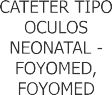 CATETER TIPO
OCULOS
NEONATAL -
FOYOMED,
FOYOMED